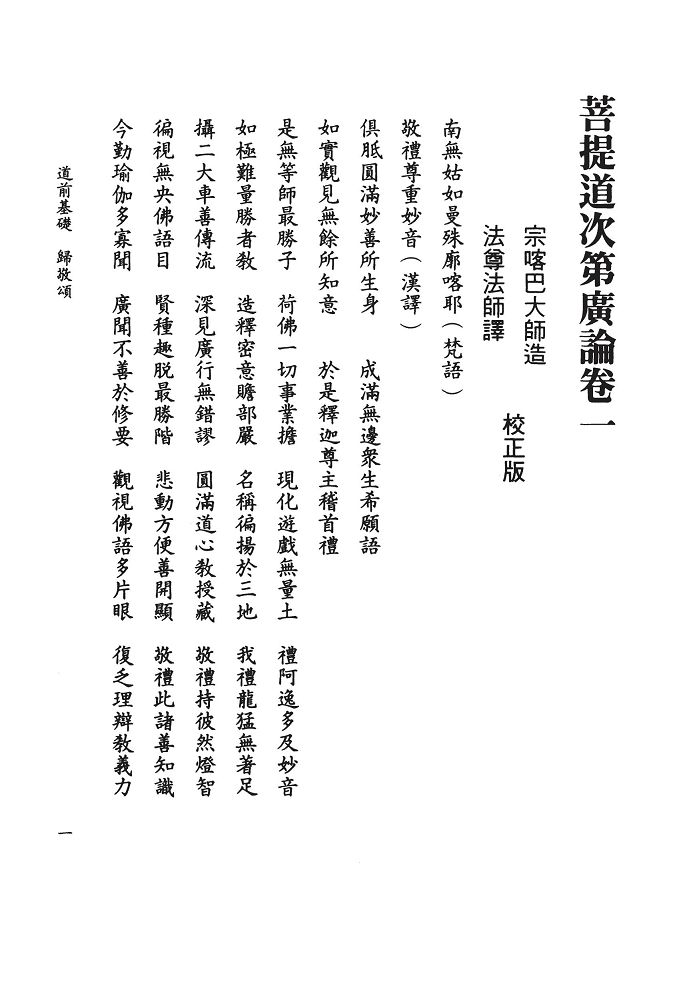 菩提道次第廣論卷一
宗喀巴大師造
法尊法師譯
校正版
南無姑如曼殊廓喀耶(梵語)
敬禮尊重妙音(漢譯)
俱胝圓滿妙善所生身　成滿無邊眾生希願語
如實觀見無餘所知意　於是釋迦尊主稽首禮
是無等師最勝子　荷佛一切事業擔　現化遊戲無量土　禮阿逸多及妙音
如極難量勝者教　造釋密意贍部嚴　名稱徧揚於三地　我禮龍猛無著足
攝二大車善傳流　深見廣行無錯謬　圓滿道心教授藏　敬禮持彼然燈智
徧視無央佛語目　賢種趣脫最勝階　悲動方便善開顯　敬禮此諸善知識
今勤瑜伽多寡聞　廣聞不善於修要　觀視佛語多片眼　復乏理辯教義力
道前基礎　歸敬頌
一